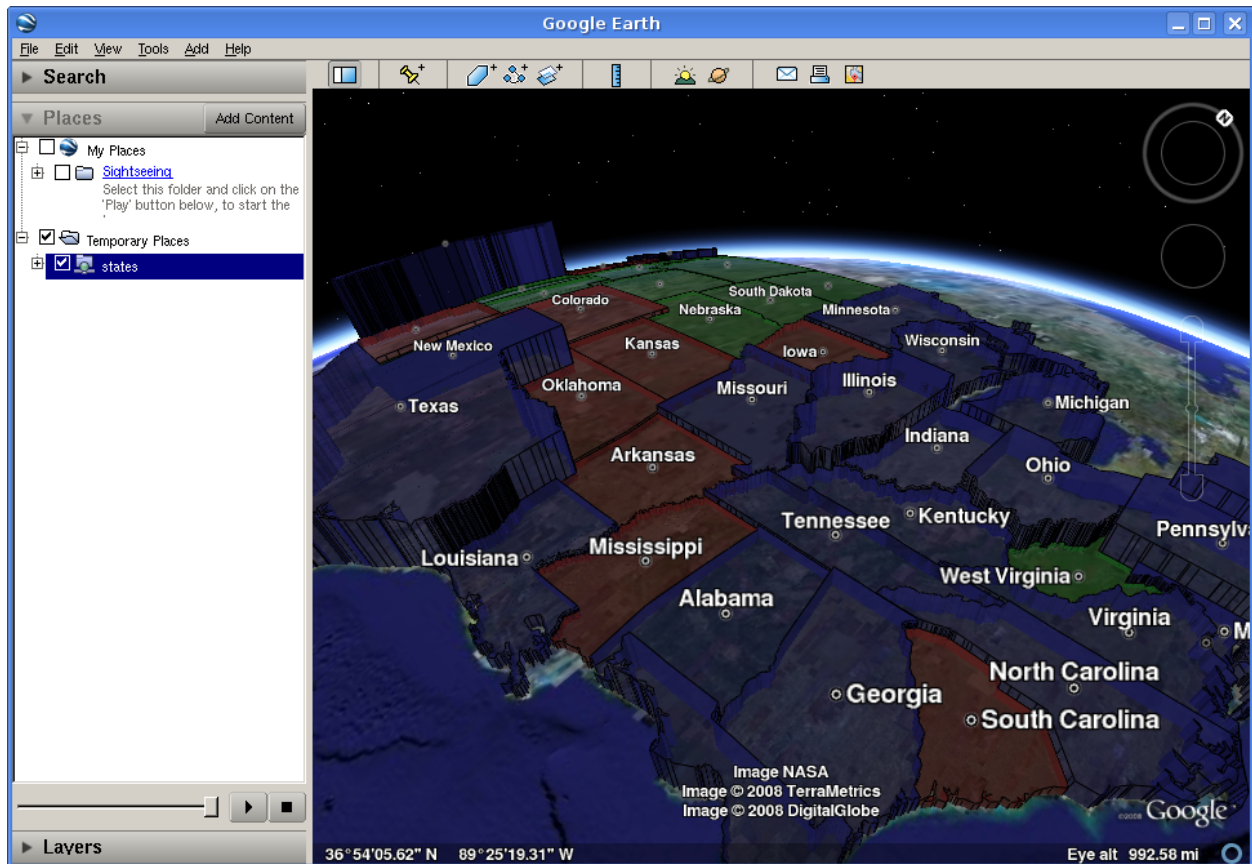 Google Earth
File Edit View Tools Add Help
Search
Places
Add Content
My Places
Sightseeing
Select this folder and click on the
'Play' button below, to start the
Temporary Places
states
Layers
N
Colorado
South Dakota
Nebraska
Minnesota
New Mexico
Kansas
Iowa
Wisconsin
Oklahoma
Missouri
Illinois
Texas
Michigan
Indiana
Arkansas
Ohio
Tennessee
Kentucky
Pennsylv
Louisiana
Mississippi
West Virginia
Alabama
Virginia
M
North Carolina
Georgia
South Carolina
Image NASA
Image © 2008 TerraMetrics
Image © 2008 DigitalGlobe
©2008 Google
36°54'05.62" N 89°25'19.31" W
Eye alt 992.58 mi